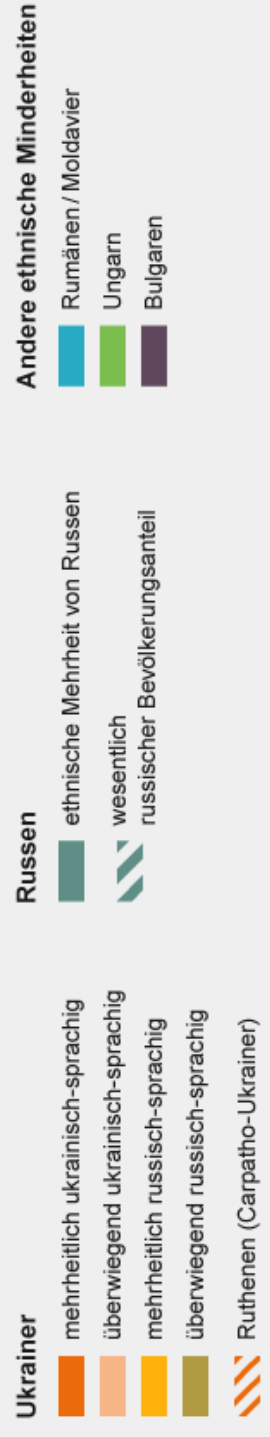 Ukrainer
mehrheitlich ukrainisch-sprachig
überwiegend ukrainisch-sprachig
mehrheitlich russisch-sprachig
überwiegend russisch-sprachig
Ruthenen (Carpatho-Ukrainer)
Russen
ethnische Mehrheit von Russen
wesentlich
russischer Bevölkerungsanteil
Andere ethnische Minderheiten
Rumänen / Moldavier
Ungarn
Bulgaren